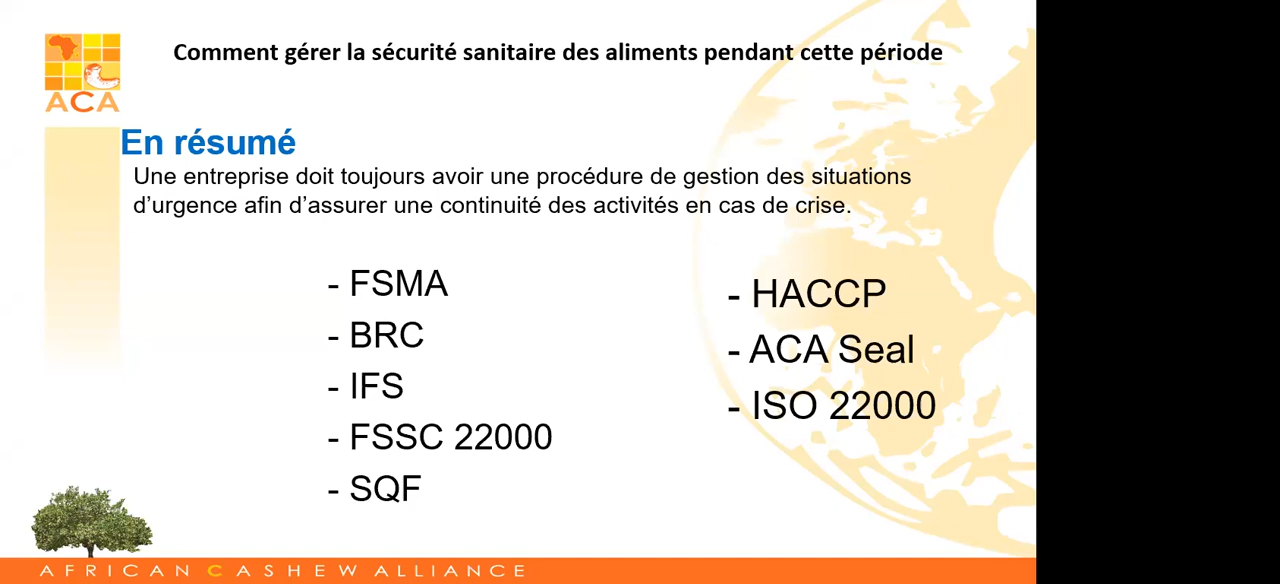 Comment gérer la sécurité sanitaire des aliments pendant cette période
ACA
En résumé
Une entreprise doit toujours avoir une procédure de gestion des situations
d’urgence afin d’assurer une continuité des activités en cas de crise.
- FSMA
- BRC
- IFS
- FSSC 22000
- SQF
- HACCP
- ACA Seal
- ISO 22000
AFRICAN CASHEW ALLIANCE